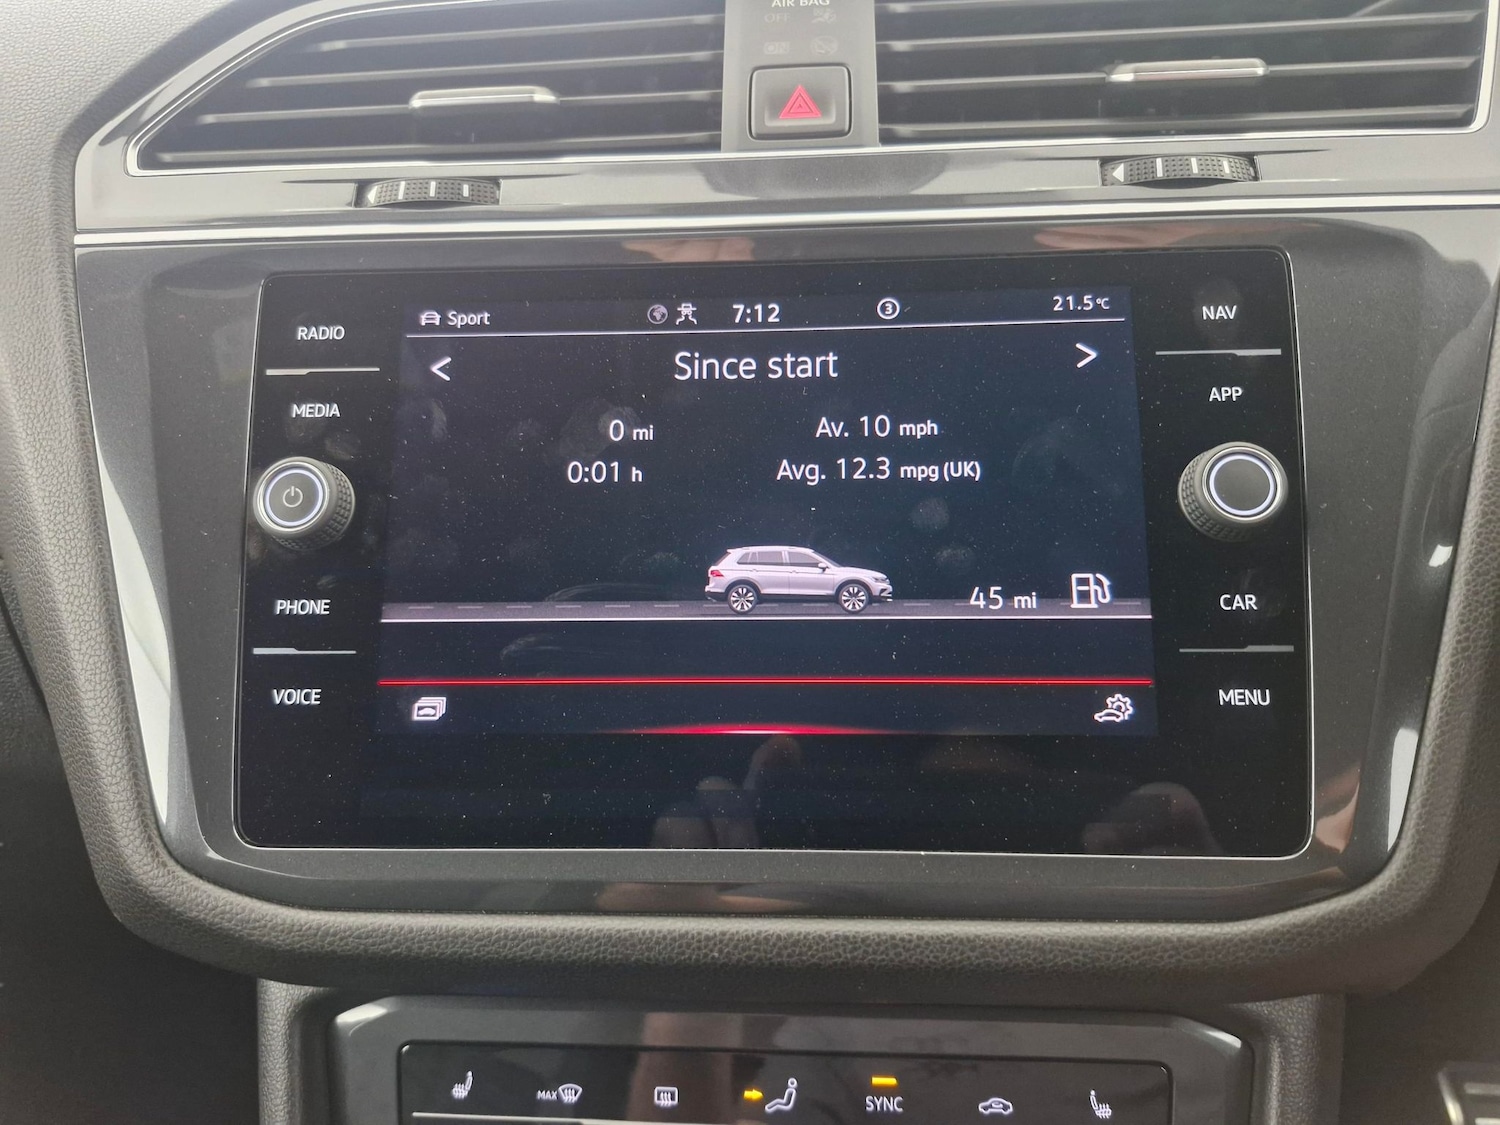 AIR BAG
OFF
ON
RADIO
MEDIA
PHONE
VOICE
Sport
7:12
3
21.5°C
< Since start >
0 mi Av. 10 mph
0:01 h Avg. 12.3 mpg (UK)
45 mi
NAV
APP
CAR
MENU
MAX
SYNC